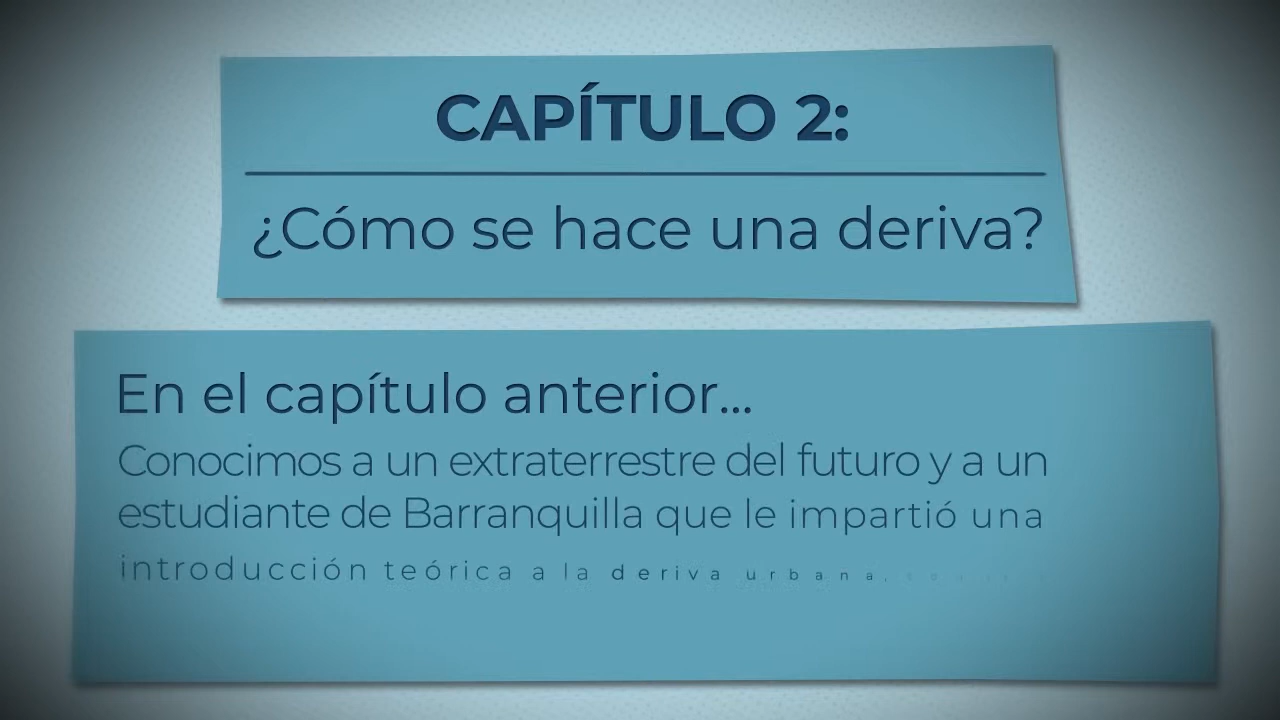 CAPÍTULO 2:
¿Cómo se hace una deriva?
En el capítulo anterior...
Conocimos a un extraterrestre del futuro y a un
estudiante de Barranquilla que le impartió una
introducción teórica a la deriva urbana,